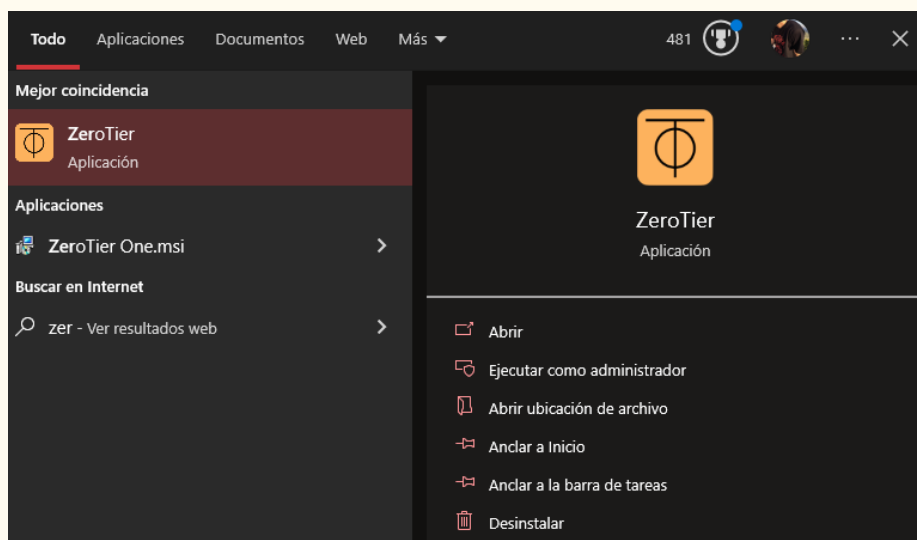 Todo Aplicaciones Documentos Web Más 481 ...
Mejor coincidencia
ZeroTier
Aplicación
Aplicaciones
ZeroTier One.msi
Buscar en Internet
zer - Ver resultados web
ZeroTier
Aplicación
Abrir
Ejecutar como administrador
Abrir ubicación de archivo
Anclar a Inicio
Anclar a la barra de tareas
Desinstalar